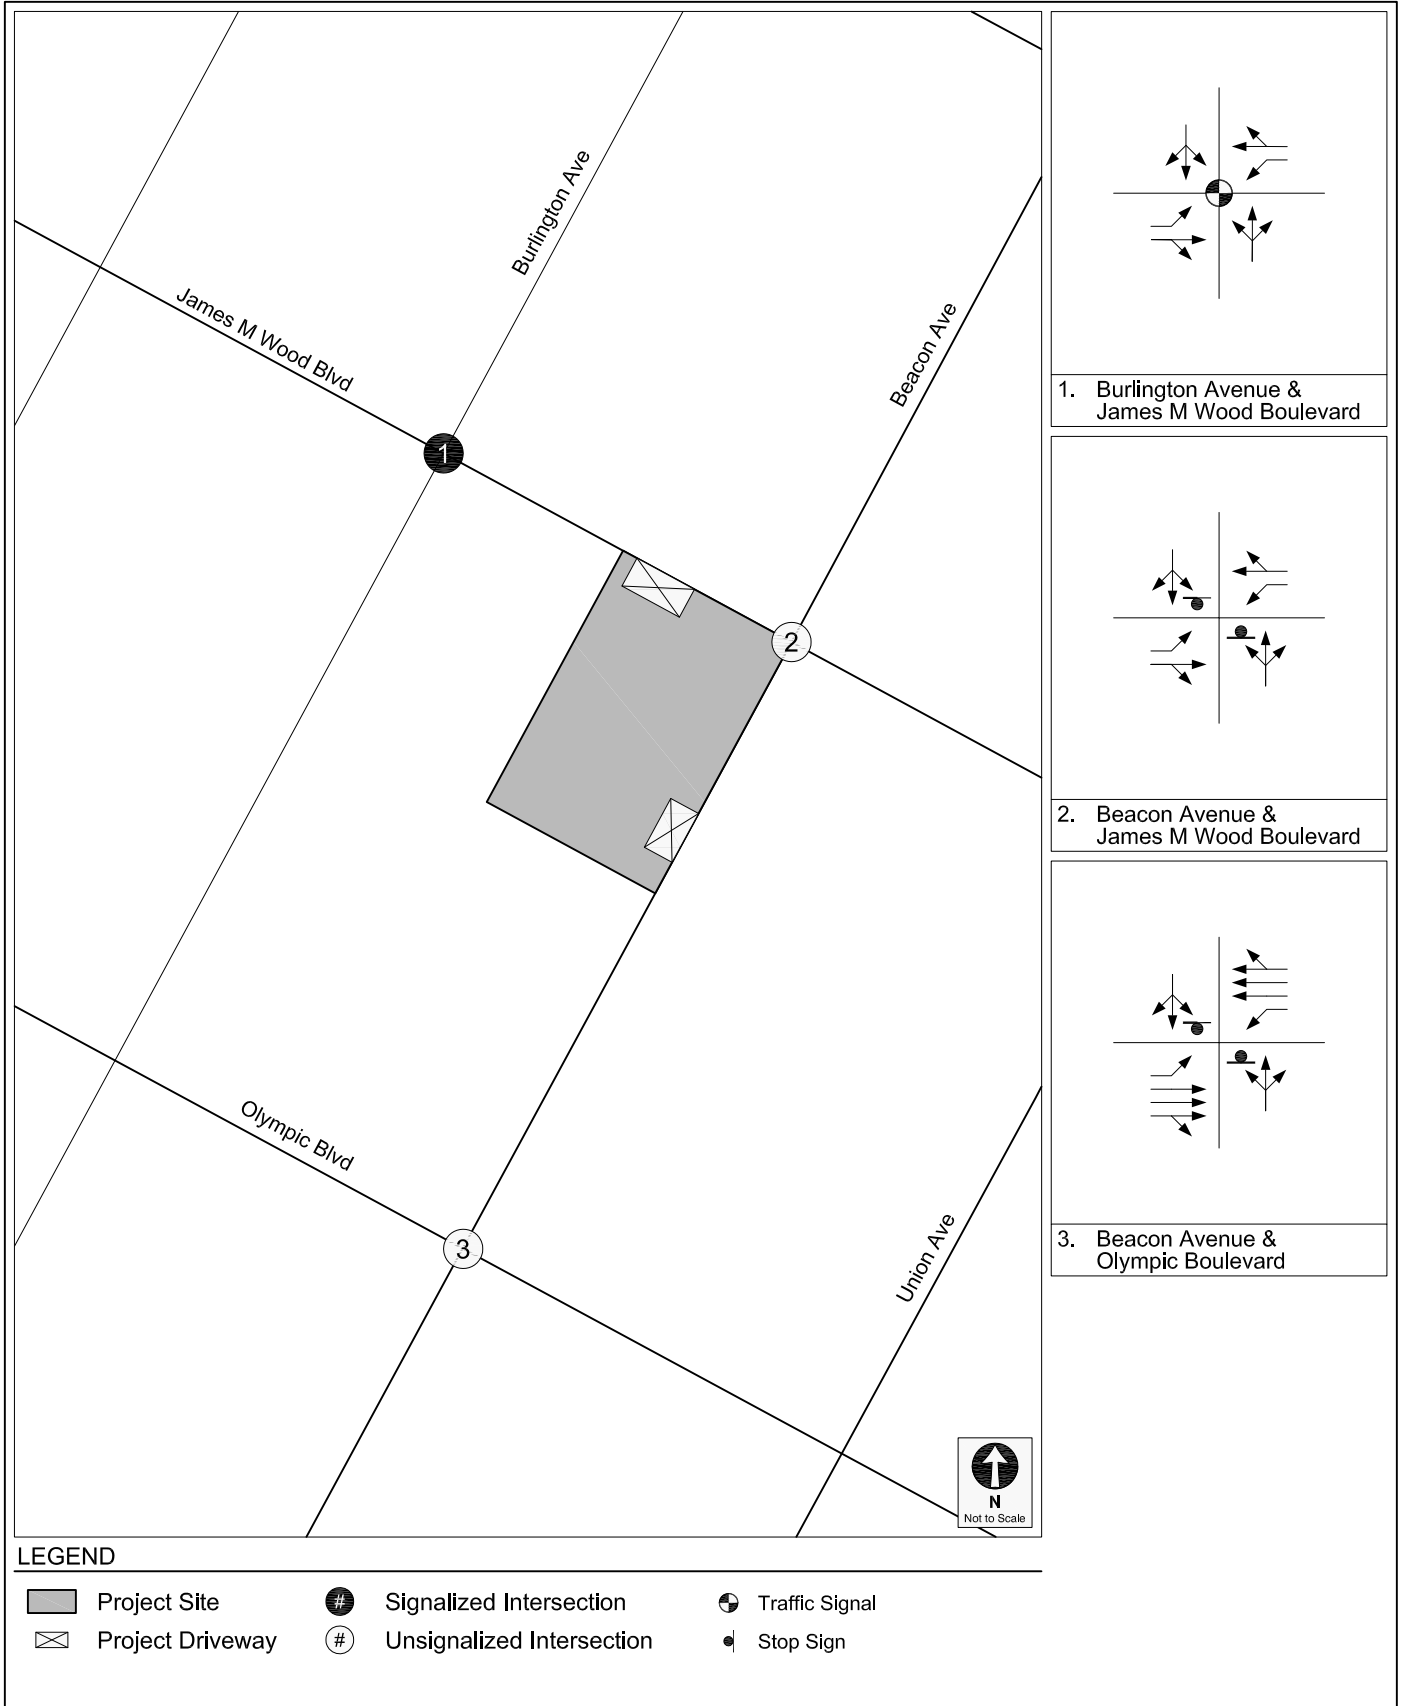 Burlington Ave
James M Wood Blvd
Beacon Ave
1
2
Olympic Blvd
3
Union Ave
N
Not to Scale
1. Burlington Avenue &
James M Wood Boulevard
2. Beacon Avenue &
James M Wood Boulevard
3. Beacon Avenue &
Olympic Boulevard
LEGEND
Project Site
# Signalized Intersection
Traffic Signal
Project Driveway
# Unsignalized Intersection
Stop Sign